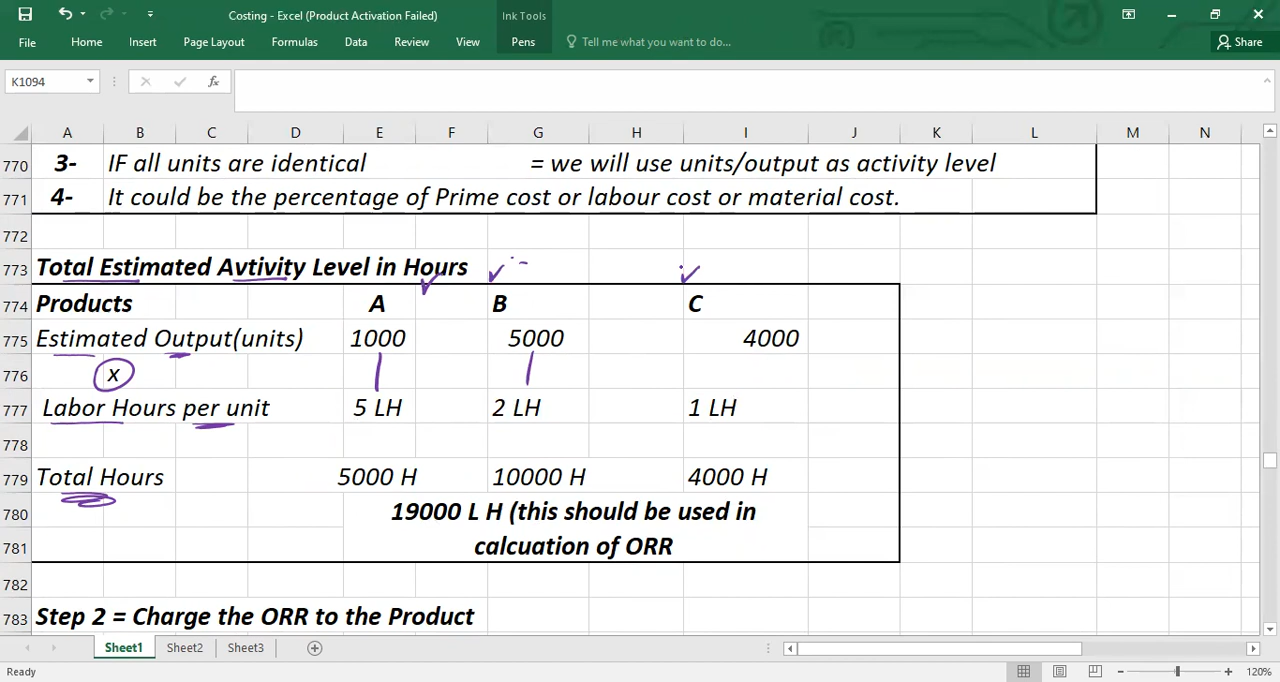 Costing - Excel (Product Activation Failed)
Ink Tools
File Home Insert Page Layout Formulas Data Review View Pens Tell me what you want to do... Share
K1094 fx
A B C D E F G H I J K L M N
770 3- IF all units are identical = we will use units/output as activity level
771 4- It could be the percentage of Prime cost or labour cost or material cost.
772
773 Total Estimated Avtivity Level in Hours
774 Products A B C
775 Estimated Output(units) 1000 5000 4000
776 x
777 Labor Hours per unit 5 LH 2 LH 1 LH
778
779 Total Hours 5000 H 10000 H 4000 H
780 19000 L H (this should be used in
781 calcuation of ORR
782
783 Step 2 = Charge the ORR to the Product
Sheet1 Sheet2 Sheet3
Ready 120%